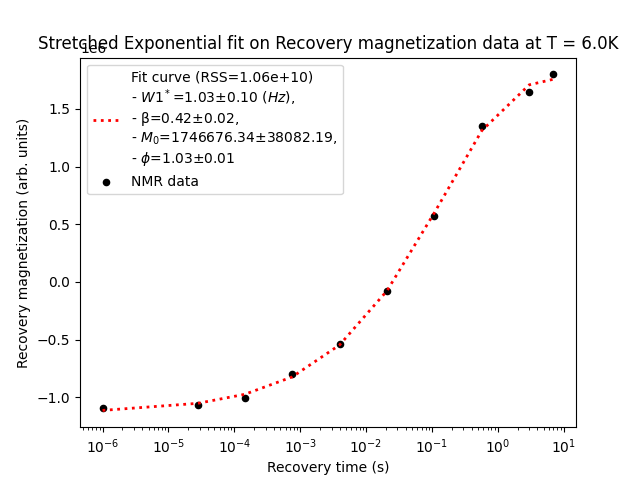 Stretched Exponential fit on Recovery magnetization data at T = 6.0K
1e6
Fit curve (RSS=1.06e+10)
- W1*=1.03±0.10 (Hz),
- β=0.42±0.02,
- M₀=1746676.34±38082.19,
- ϕ=1.03±0.01
NMR data
1.5
1.0
0.5
0.0
−0.5
−1.0
Recovery magnetization (arb. units)
10⁻⁶ 10⁻⁵ 10⁻⁴ 10⁻³ 10⁻² 10⁻¹ 10⁰ 10¹
Recovery time (s)